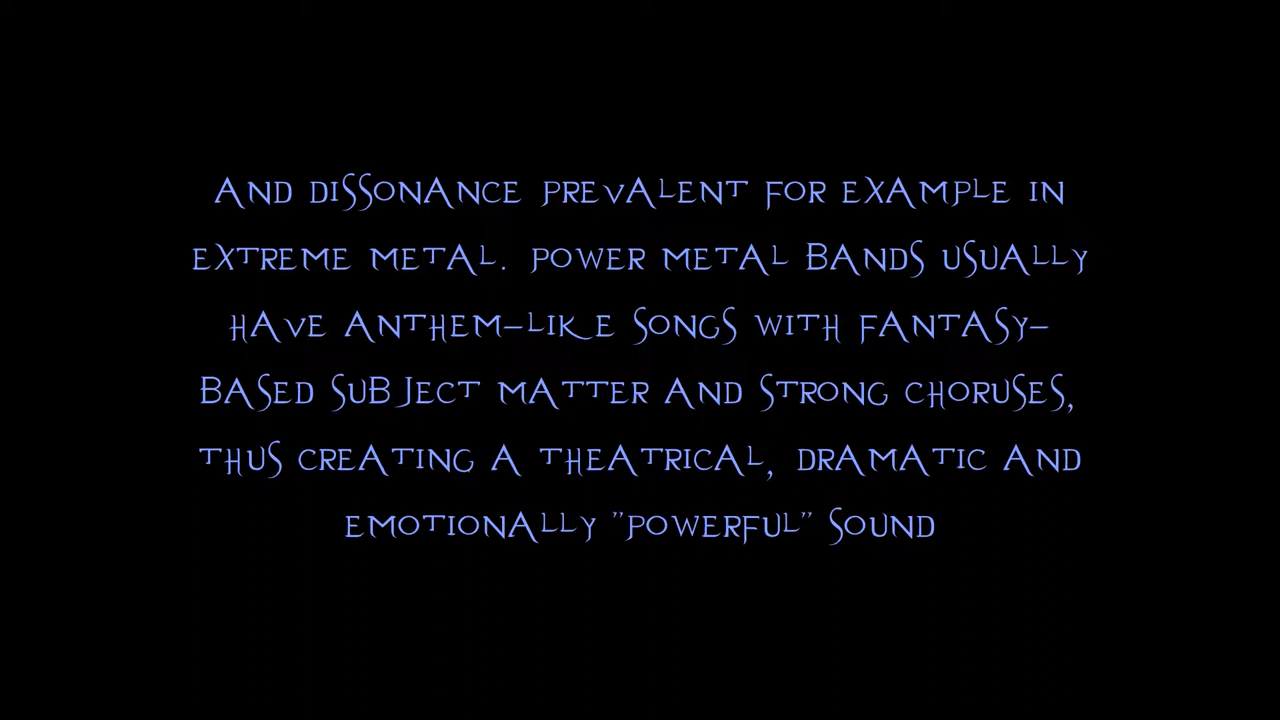 AND DISSONANCE PREVALENT FOR EXAMPLE IN
EXTREME METAL. POWER METAL BANDS USUALLY
HAVE ANTHEM-LIKE SONGS WITH FANTASY-
BASED SUBJECT MATTER AND STRONG CHORUSES,
THUS CREATING A THEATRICAL, DRAMATIC AND
EMOTIONALLY "POWERFUL" SOUND